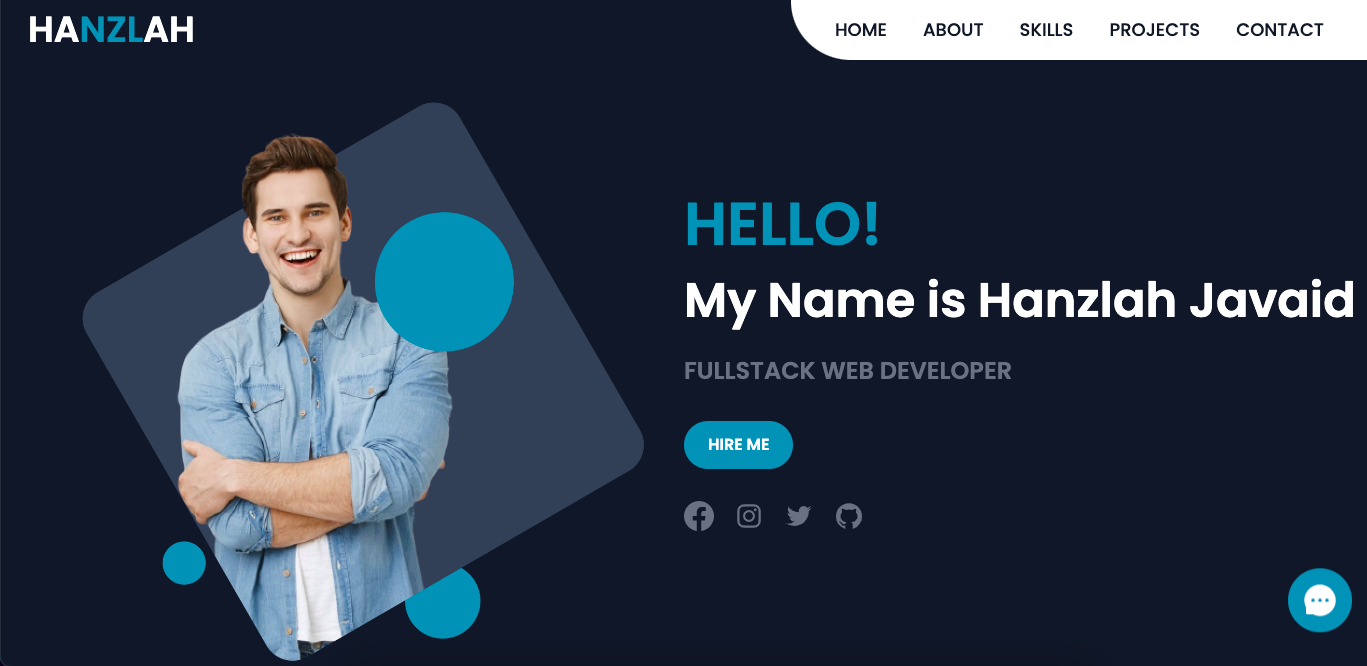 HANZLAH
HOME ABOUT SKILLS PROJECTS CONTACT
HELLO!
My Name is Hanzlah Javaid
FULLSTACK WEB DEVELOPER
HIRE ME